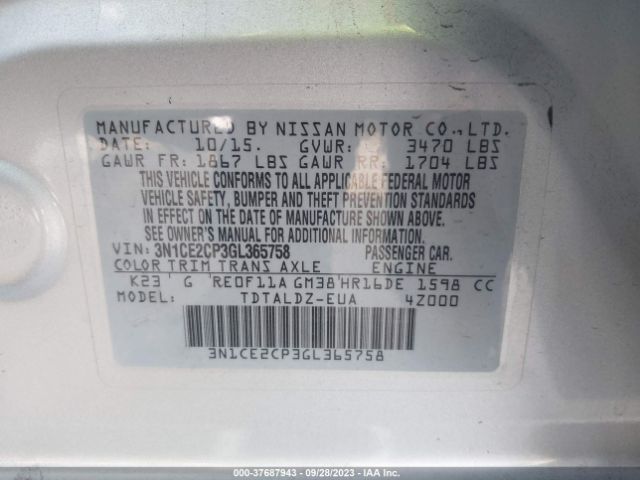 MANUFACTURED BY NISSAN MOTOR CO., LTD.
DATE: 10/15. GVWR: 3470 LBS
GAWR FR: 1867 LBS GAWR RR: 1704 LBS
THIS VEHICLE CONFORMS TO ALL APPLICABLE FEDERAL MOTOR
VEHICLE SAFETY, BUMPER AND THEFT PREVENTION STANDARDS
IN EFFECT ON THE DATE OF MANUFACTURE SHOWN ABOVE.
SEE OWNER'S MANUAL FOR ADDITIONAL INFORMATION.
VIN: 3N1CE2CP3GL365758 PASSENGER CAR.
COLOR TRIM TRANS AXLE ENGINE
K23 G RE0F11A GM38 HR16DE 1598 CC
MODEL: TDTALDZ-EUA 4Z000
3N1CE2CP3GL365758
000-37687943 - 09/28/2023 - IAA Inc.